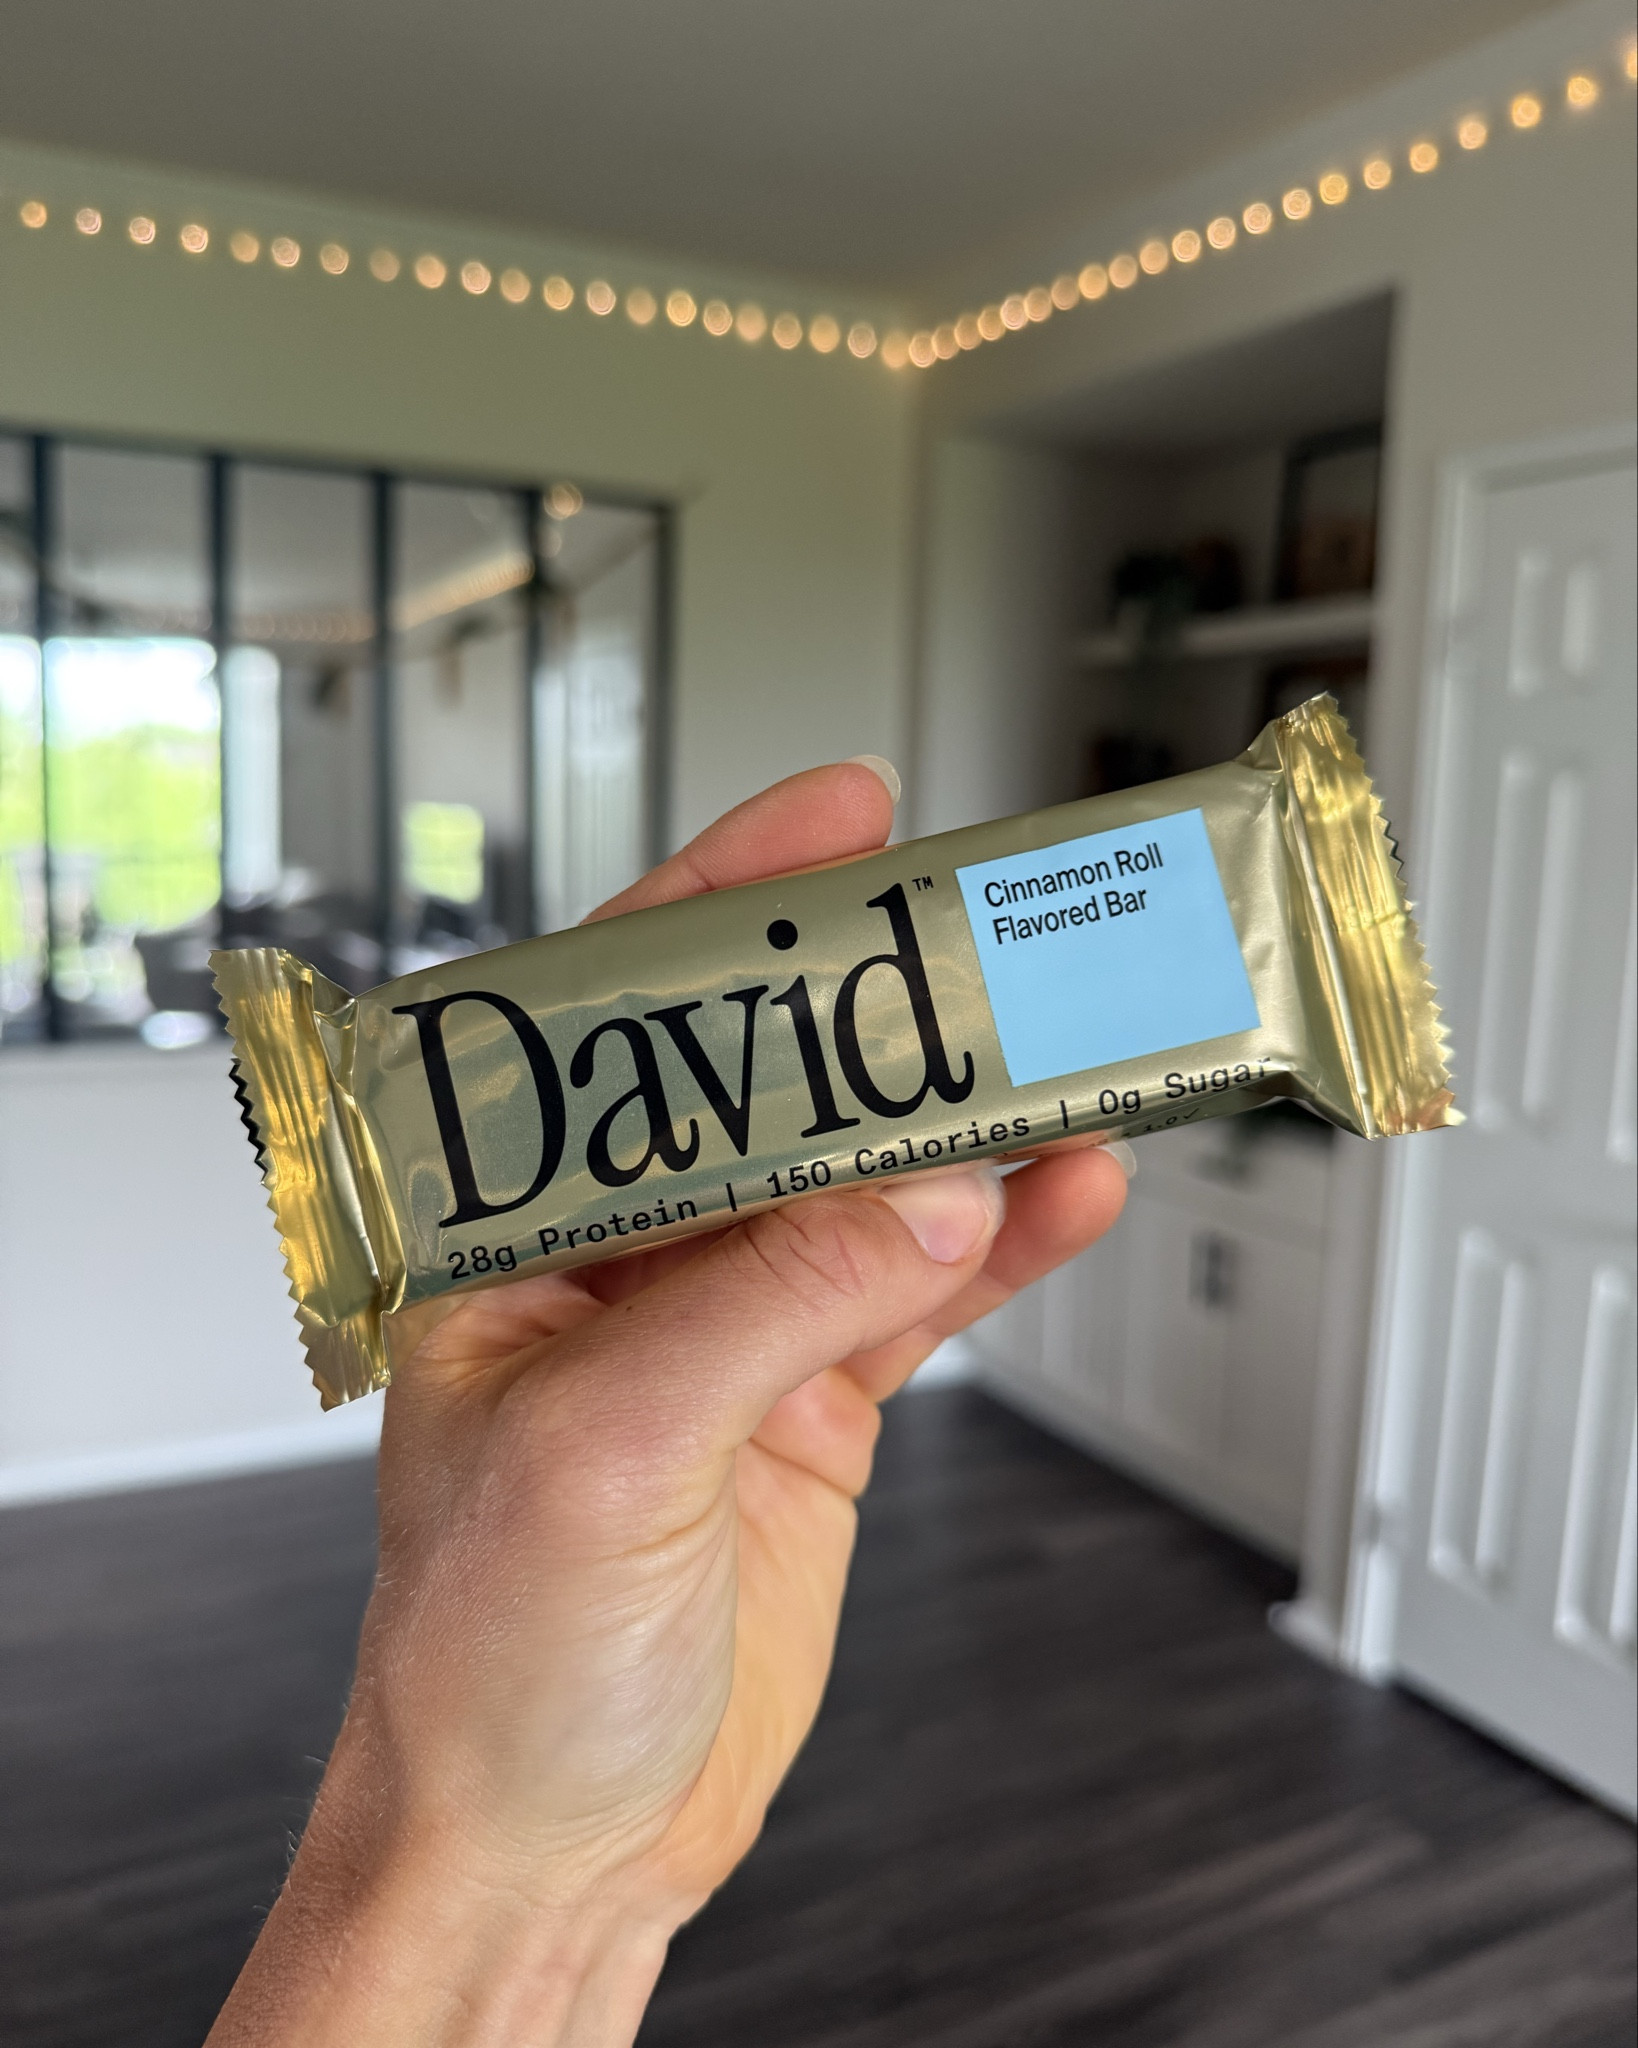 David™
Cinnamon Roll
Flavored Bar
28g Protein | 150 Calories | 0g Sugar